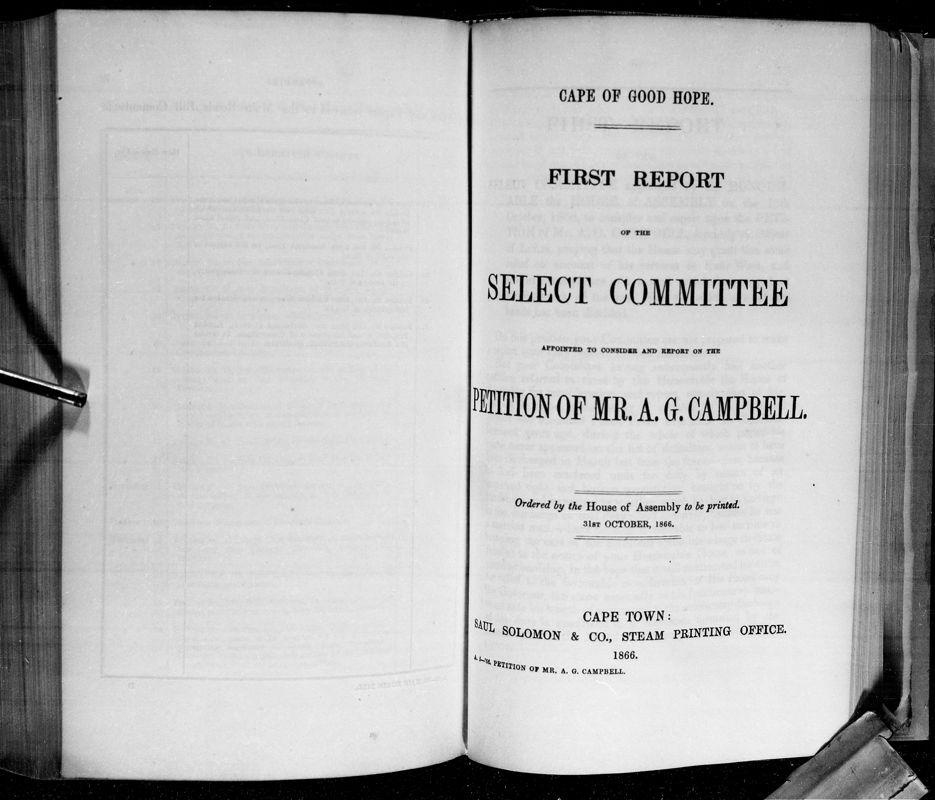 CAPE OF GOOD HOPE.
FIRST REPORT
OF THE
SELECT COMMITTEE
APPOINTED TO CONSIDER AND REPORT ON THE
PETITION OF MR. A. G. CAMPBELL.
Ordered by the House of Assembly to be printed.
31ST OCTOBER, 1866.
CAPE TOWN:
SAUL SOLOMON & CO., STEAM PRINTING OFFICE.
1866.
PETITION OF MR. A. G. CAMPBELL.